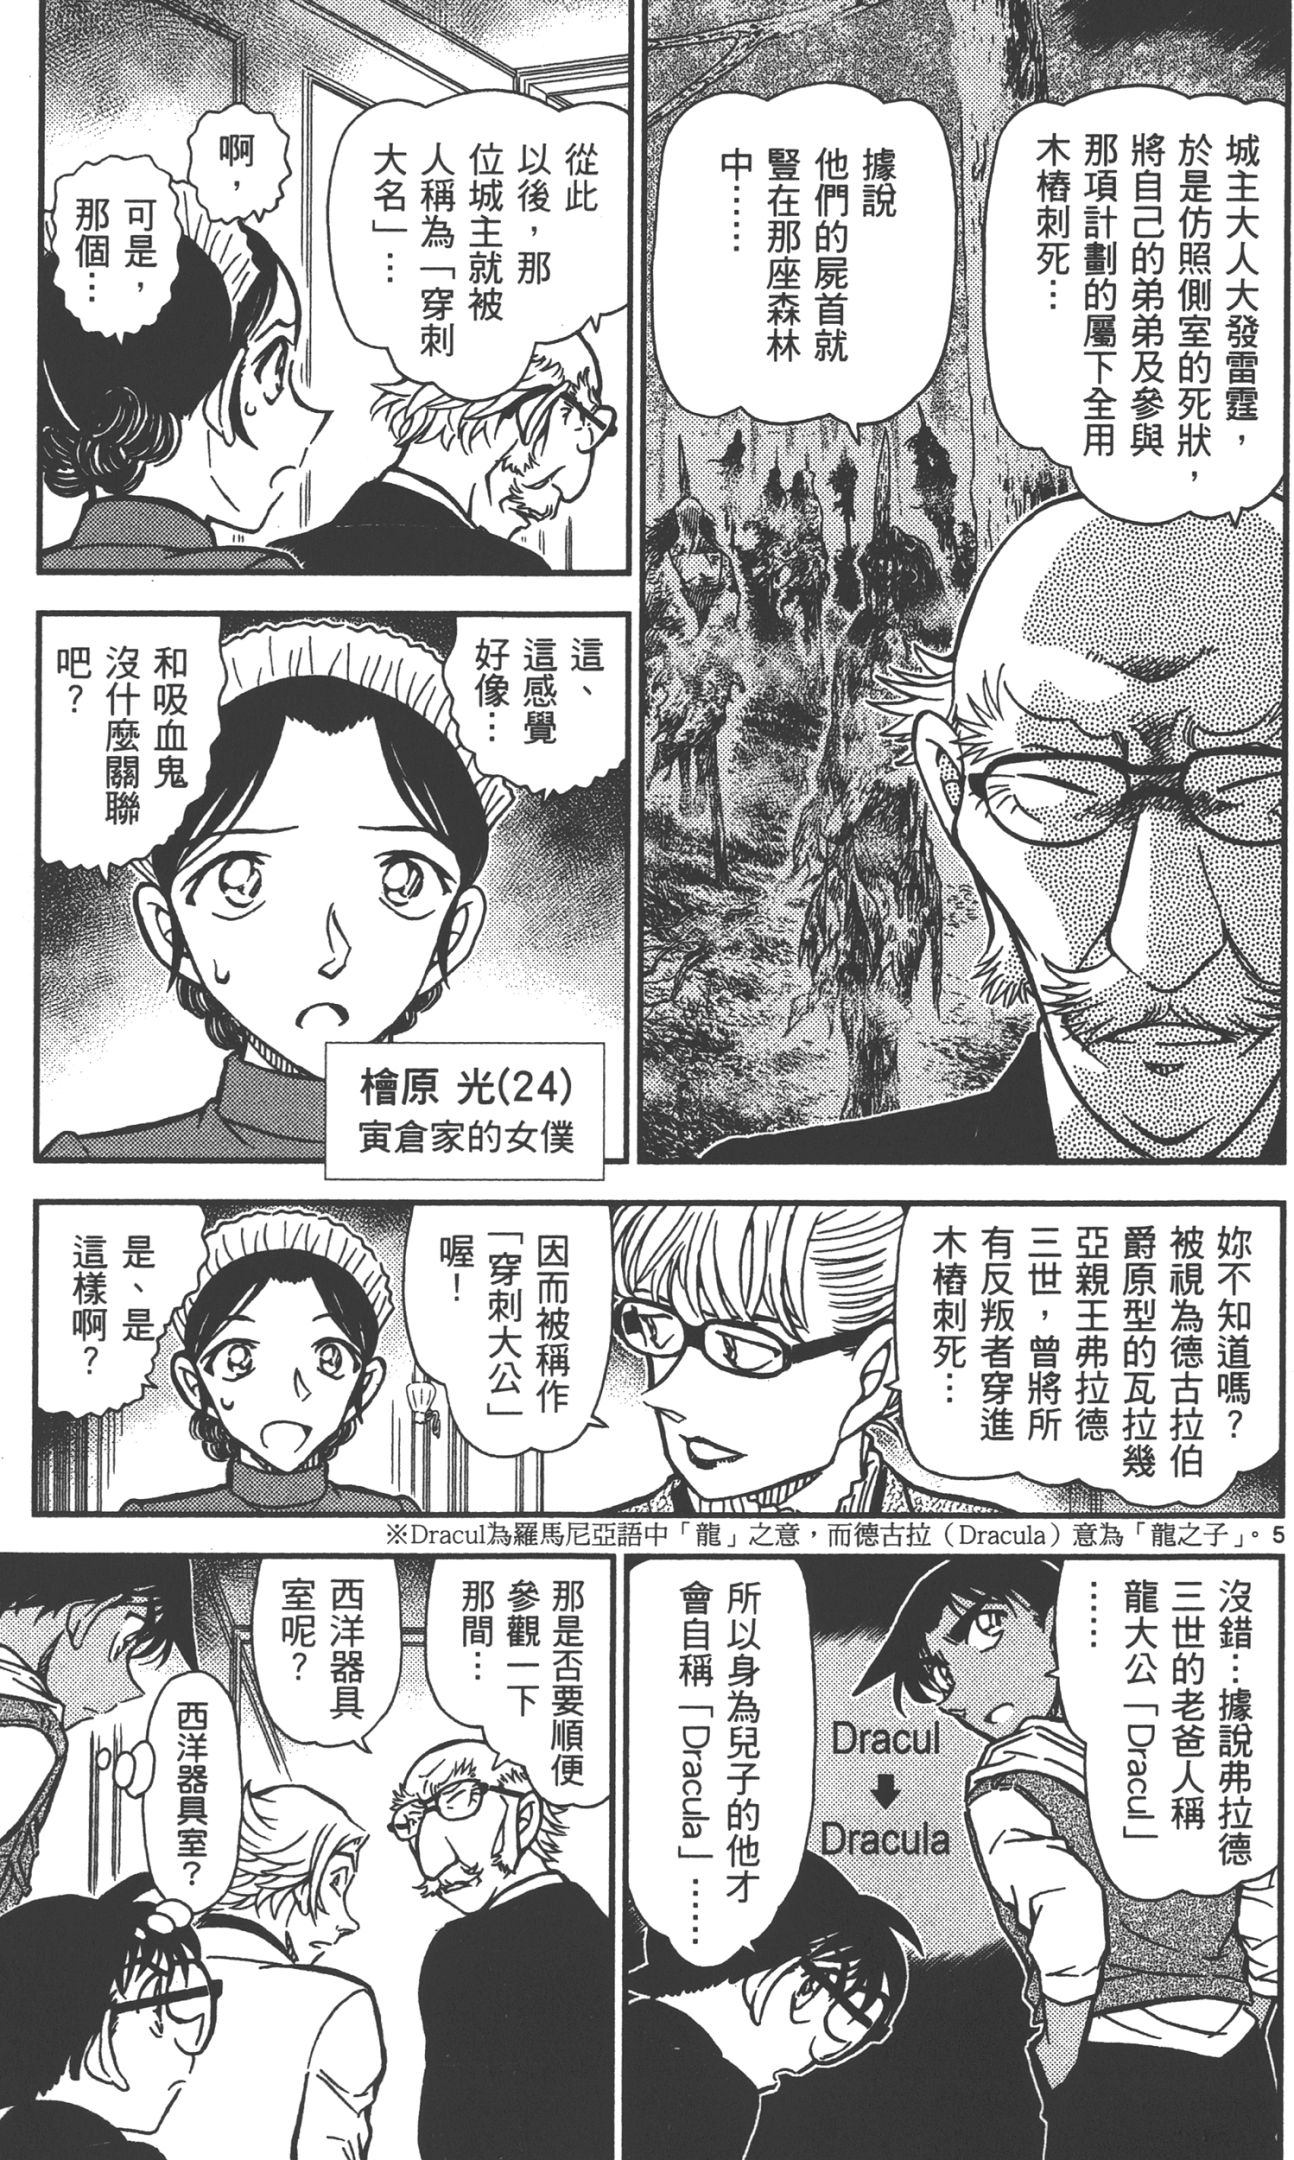 城主大人大發雷霆，
於是仿照側室的死狀，
將自己的弟弟及參與
那項計劃的屬下全用
木樁刺死…
據說
他們的屍首就
豎在那座森林
中……
從此
以後，那
位城主就被
人稱為「穿刺
大名」…
啊，
可是，
那個…
這、
這感覺
好像…
和吸血鬼
沒什麼關聯
吧？
檜原 光(24)
寅倉家的女僕
妳不知道嗎？
被視為德古拉伯
爵原型的瓦拉幾
亞親王弗拉德
三世，曾將所
有反叛者穿進
木樁刺死…
因而被稱作
「穿刺大公」
喔！
是、是
這樣啊？
※Dracul為羅馬尼亞語中「龍」之意，而德古拉（Dracula）意為「龍之子」。 5
沒錯…據說弗拉德
三世的老爸人稱
龍大公「Dracul」
……
Dracul
Dracula
所以身為兒子的他才
會自稱「Dracula」……
那是否要順便
參觀一下
那間…
西洋器具
室呢？
西洋器具室？